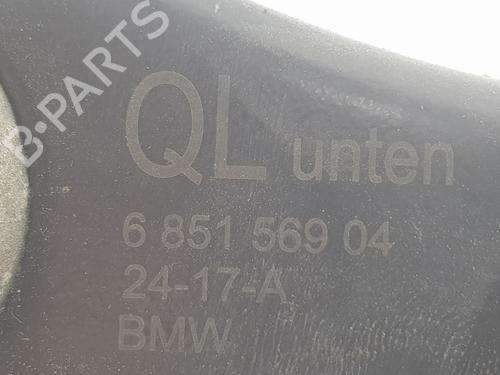 B-PARTS
QL unten
6 851 569 04
24-17-A
BMW